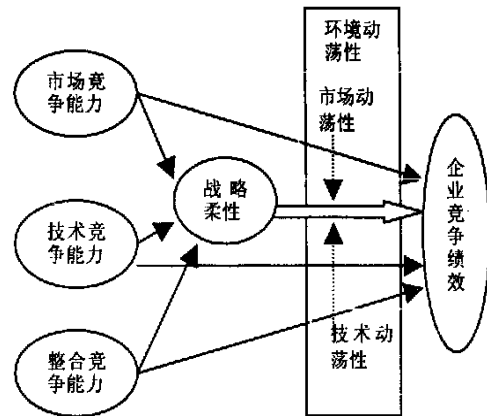 环境动
荡性
市场动
荡性
市场竞
争能力
战略
柔性
技术竞
争能力
企
业
竞
争
绩
效
技术动
荡性
整合竞
争能力